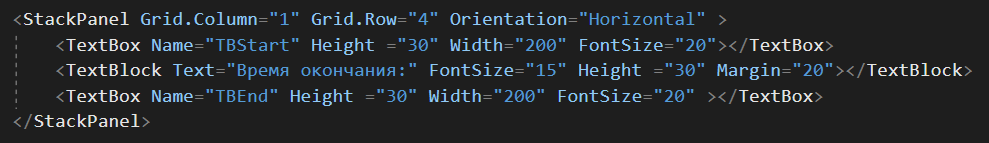 <StackPanel Grid.Column="1" Grid.Row="4" Orientation="Horizontal" >
    <TextBox Name="TBStart" Height ="30" Width="200" FontSize="20"></TextBox>
    <TextBlock Text="Время окончания:" FontSize="15" Height ="30" Margin="20"></TextBlock>
    <TextBox Name="TBEnd" Height ="30" Width="200" FontSize="20" ></TextBox>
</StackPanel>